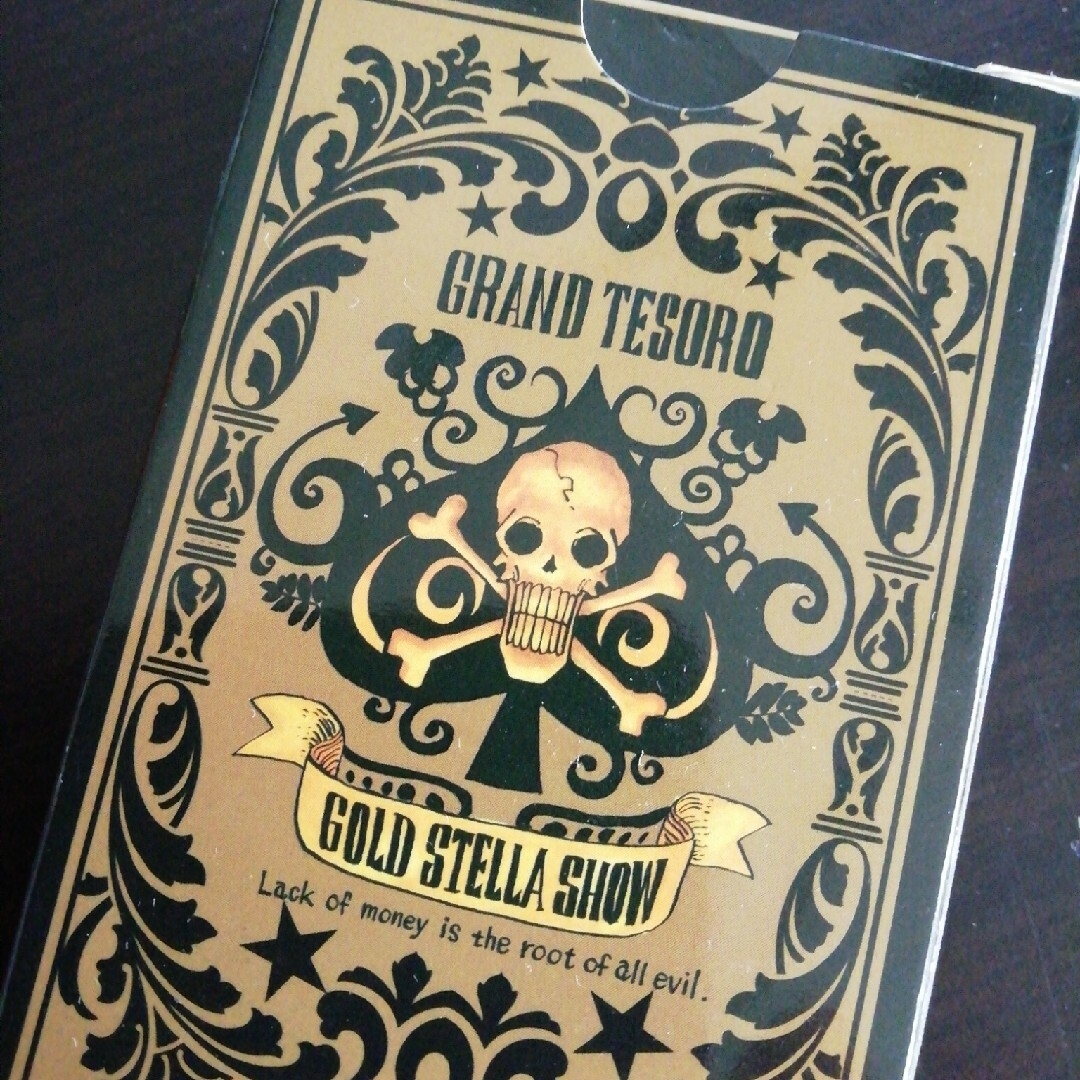 GRAND TESORO
GOLD STELLA SHOW
Lack of money is the root of all evil.